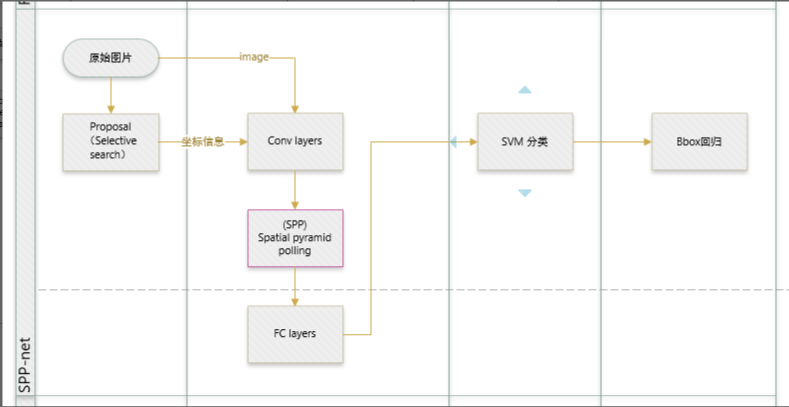 原始图片
image
Proposal
（Selective
search）
坐标信息
Conv layers
SVM 分类
Bbox回归
(SPP)
Spatial pyramid
polling
FC layers
SPP-net